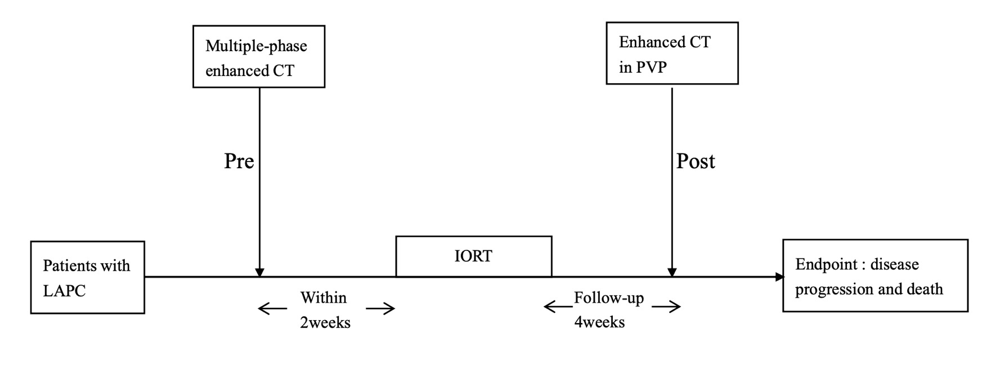 Multiple-phase
enhanced CT
Enhanced CT
in PVP
Pre
Post
Patients with
LAPC
IORT
Endpoint : disease
progression and death
Within
2weeks
Follow-up
4weeks